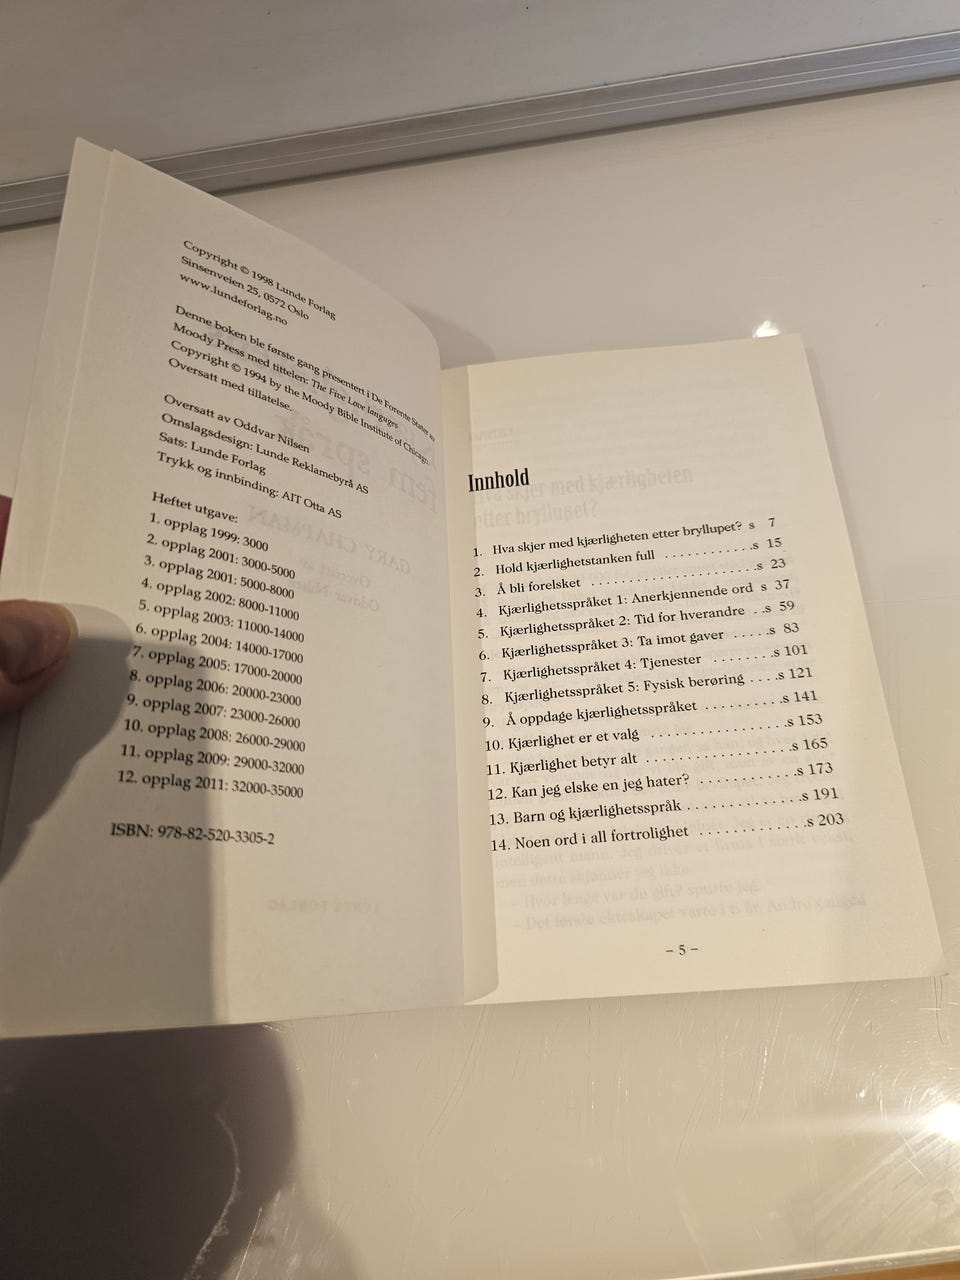 Copyright © 1998 Lunde Forlag
Sinsenveien 25, 0572 Oslo
www.lundeforlag.no
Denne boken ble første gang presentert i De Forente Stater av
Moody Press med tittelen: The Five Love languges
Copyright © 1994 by the Moody Bible Institute of Chicago.
Oversatt med tillatelse.
Oversatt av Oddvar Nilsen
Omslagsdesign: Lunde Reklamebyrå AS
Sats: Lunde Forlag
Trykk og innbinding: AIT Otta AS
Heftet utgave:
1. opplag 1999: 3000
2. opplag 2001: 3000-5000
3. opplag 2001: 5000-8000
4. opplag 2002: 8000-11000
5. opplag 2003: 11000-14000
6. opplag 2004: 14000-17000
7. opplag 2005: 17000-20000
8. opplag 2006: 20000-23000
9. opplag 2007: 23000-26000
10. opplag 2008: 26000-29000
11. opplag 2009: 29000-32000
12. opplag 2011: 32000-35000
ISBN: 978-82-520-3305-2
Innhold
1. Hva skjer med kjærligheten etter bryllupet? s 7
2. Hold kjærlighetstanken full . . . . . . . . . . . .s 15
3. Å bli forelsket . . . . . . . . . . . . . . . . . . . . . . .s 23
4. Kjærlighetsspråket 1: Anerkjennende ord s 37
5. Kjærlighetsspråket 2: Tid for hverandre . .s 59
6. Kjærlighetsspråket 3: Ta imot gaver . . . . .s 83
7. Kjærlighetsspråket 4: Tjenester . . . . . . . .s 101
8. Kjærlighetsspråket 5: Fysisk berøring . . . .s 121
9. Å oppdage kjærlighetsspråket . . . . . . . . . .s 141
10. Kjærlighet er et valg . . . . . . . . . . . . . . . . .s 153
11. Kjærlighet betyr alt . . . . . . . . . . . . . . . . . .s 165
12. Kan jeg elske en jeg hater? . . . . . . . . . . . .s 173
13. Barn og kjærlighetsspråk . . . . . . . . . . . . . .s 191
14. Noen ord i all fortrolighet . . . . . . . . . . . . .s 203
– 5 –